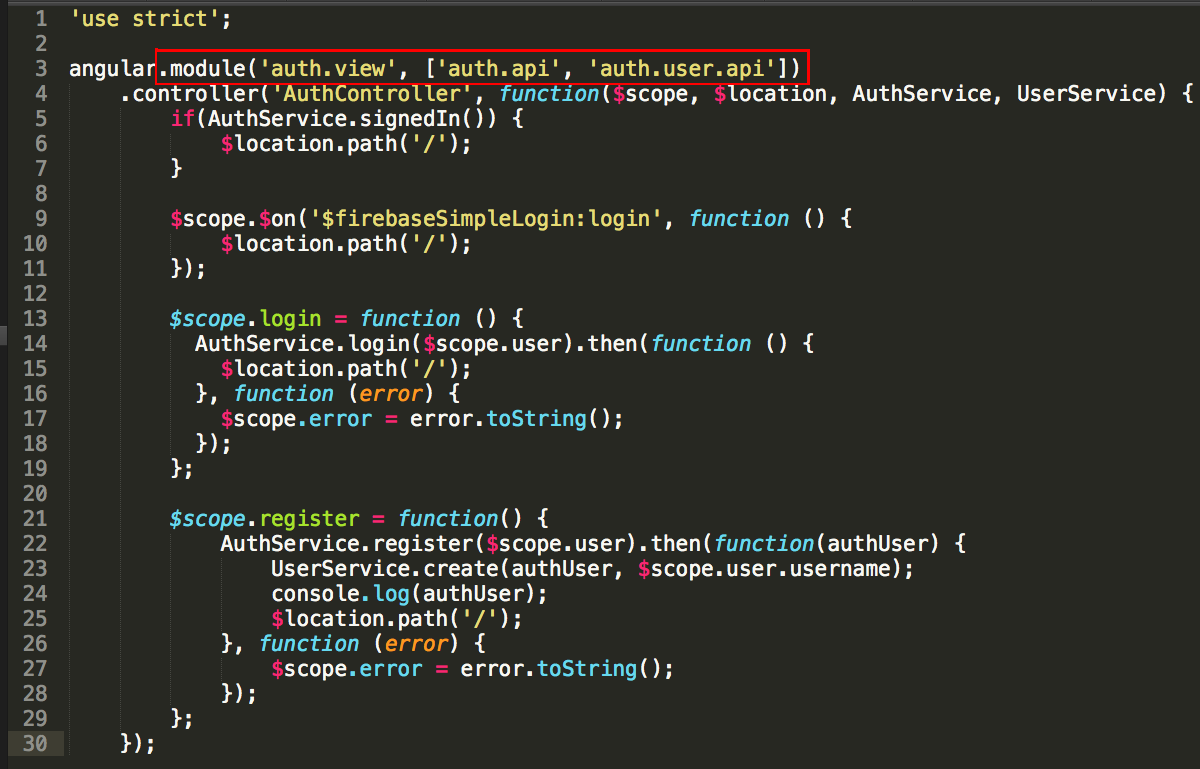 1 'use strict';
2
3 angular.module('auth.view', ['auth.api', 'auth.user.api'])
4     .controller('AuthController', function($scope, $location, AuthService, UserService) {
5         if(AuthService.signedIn()) {
6             $location.path('/');
7         }
8
9         $scope.$on('$firebaseSimpleLogin:login', function () {
10             $location.path('/');
11         });
12
13         $scope.login = function () {
14           AuthService.login($scope.user).then(function () {
15             $location.path('/');
16           }, function (error) {
17             $scope.error = error.toString();
18           });
19         };
20
21         $scope.register = function() {
22             AuthService.register($scope.user).then(function(authUser) {
23                 UserService.create(authUser, $scope.user.username);
24                 console.log(authUser);
25                 $location.path('/');
26             }, function (error) {
27                 $scope.error = error.toString();
28             });
29         };
30     });